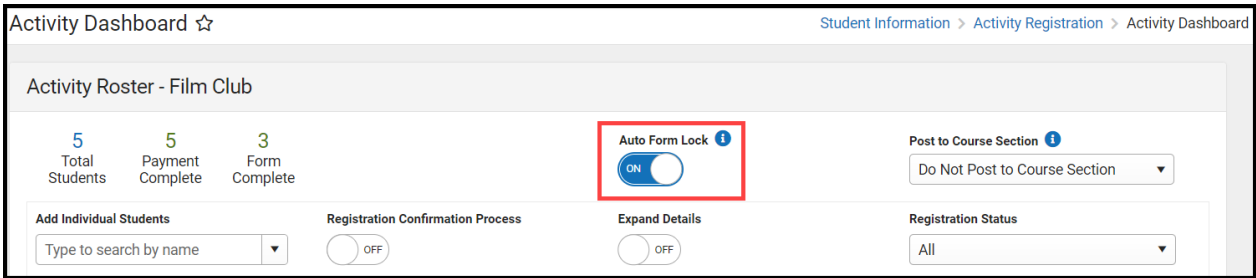 Activity Dashboard
Student Information > Activity Registration > Activity Dashboard
Activity Roster - Film Club
5
Total
Students
5
Payment
Complete
3
Form
Complete
Auto Form Lock
ON
Post to Course Section
Do Not Post to Course Section
Add Individual Students
Type to search by name
Registration Confirmation Process
OFF
Expand Details
OFF
Registration Status
All